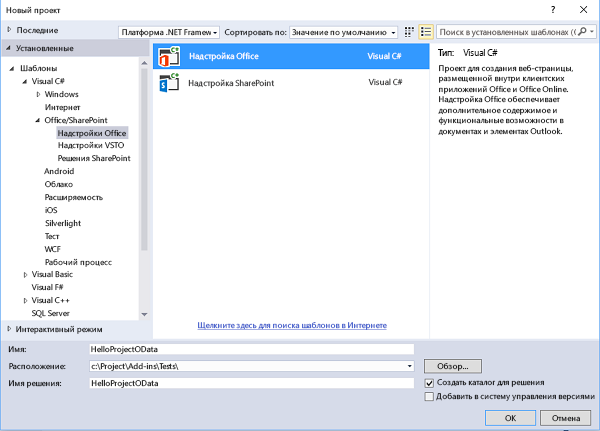 Новый проект
Последние
Платформа .NET Framew
Сортировать по:
Значение по умолчанию
Поиск в установленных шаблонах (
Установленные
Шаблоны
Visual C#
Windows
Интернет
Office/SharePoint
Надстройки Office
Надстройки VSTO
Решения SharePoint
Android
Облако
Расширяемость
iOS
Silverlight
Тест
WCF
Рабочий процесс
Visual Basic
Visual F#
Visual C++
SQL Server
Интерактивный режим
Надстройка Office Visual C#
Надстройка SharePoint Visual C#
Щелкните здесь для поиска шаблонов в Интернете
Тип: Visual C#
Проект для создания веб-страницы,
размещенной внутри клиентских
приложений Office и Office Online.
Надстройка Office обеспечивает
дополнительное содержимое и
функциональные возможности в
документах и элементах Outlook.
Имя: HelloProjectOData
Расположение: c:\Project\Add-ins\Tests\
Обзор...
Имя решения: HelloProjectOData
Создать каталог для решения
Добавить в систему управления версиями
OK
Отмена